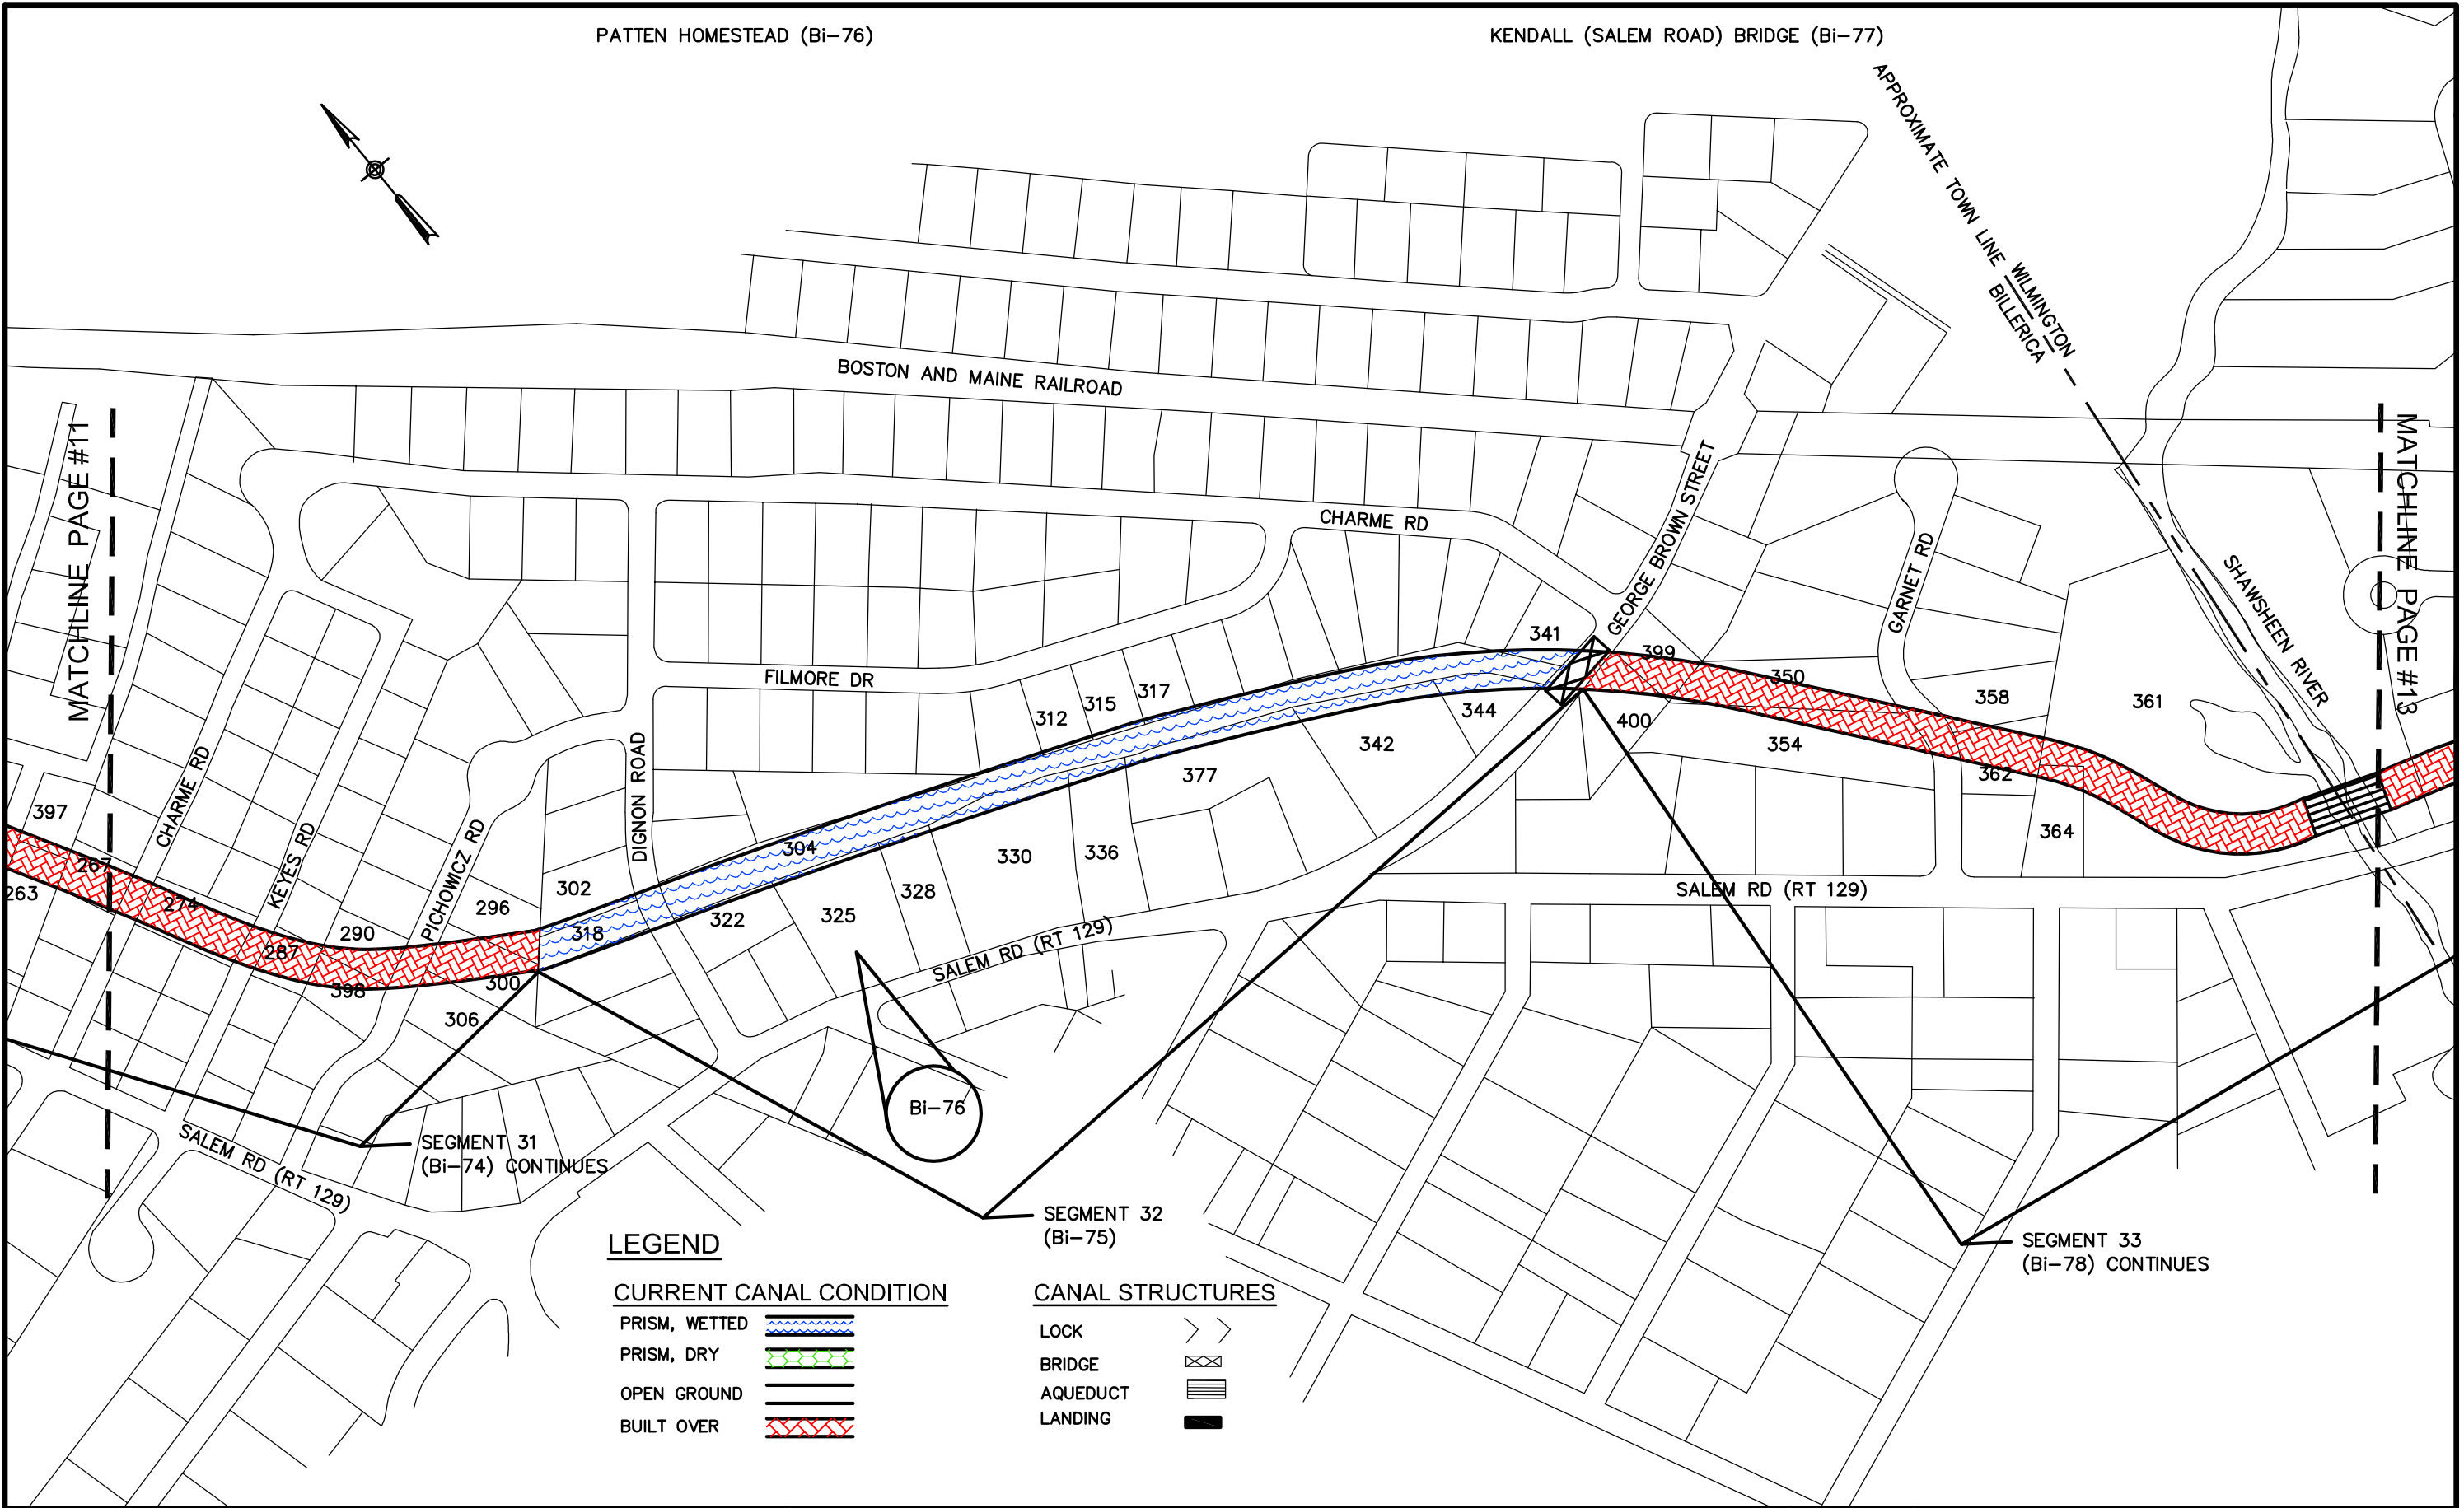 PATTEN HOMESTEAD (Bi-76)
KENDALL (SALEM ROAD) BRIDGE (Bi-77)
APPROXIMATE TOWN LINE
WILMINGTON
BILLERICA
BOSTON AND MAINE RAILROAD
MATCHLINE PAGE #11
MATCHLINE PAGE #13
CHARME RD
GEORGE BROWN STREET
GARNET RD
SHAWSHEEN RIVER
FILMORE DR
DIGNON ROAD
CHARME RD
KEYES RD
PICHOWICZ RD
341
399
350
358
361
312
315
317
344
400
342
354
377
362
364
397
267
263
274
290
287
398
296
300
306
302
318
304
322
325
328
330
336
SALEM RD (RT 129)
SALEM RD (RT 129)
SALEM RD (RT 129)
Bi-76
SEGMENT 31
(Bi-74) CONTINUES
SEGMENT 32
(Bi-75)
SEGMENT 33
(Bi-78) CONTINUES
LEGEND
CURRENT CANAL CONDITION
PRISM, WETTED
PRISM, DRY
OPEN GROUND
BUILT OVER
CANAL STRUCTURES
LOCK
BRIDGE
AQUEDUCT
LANDING